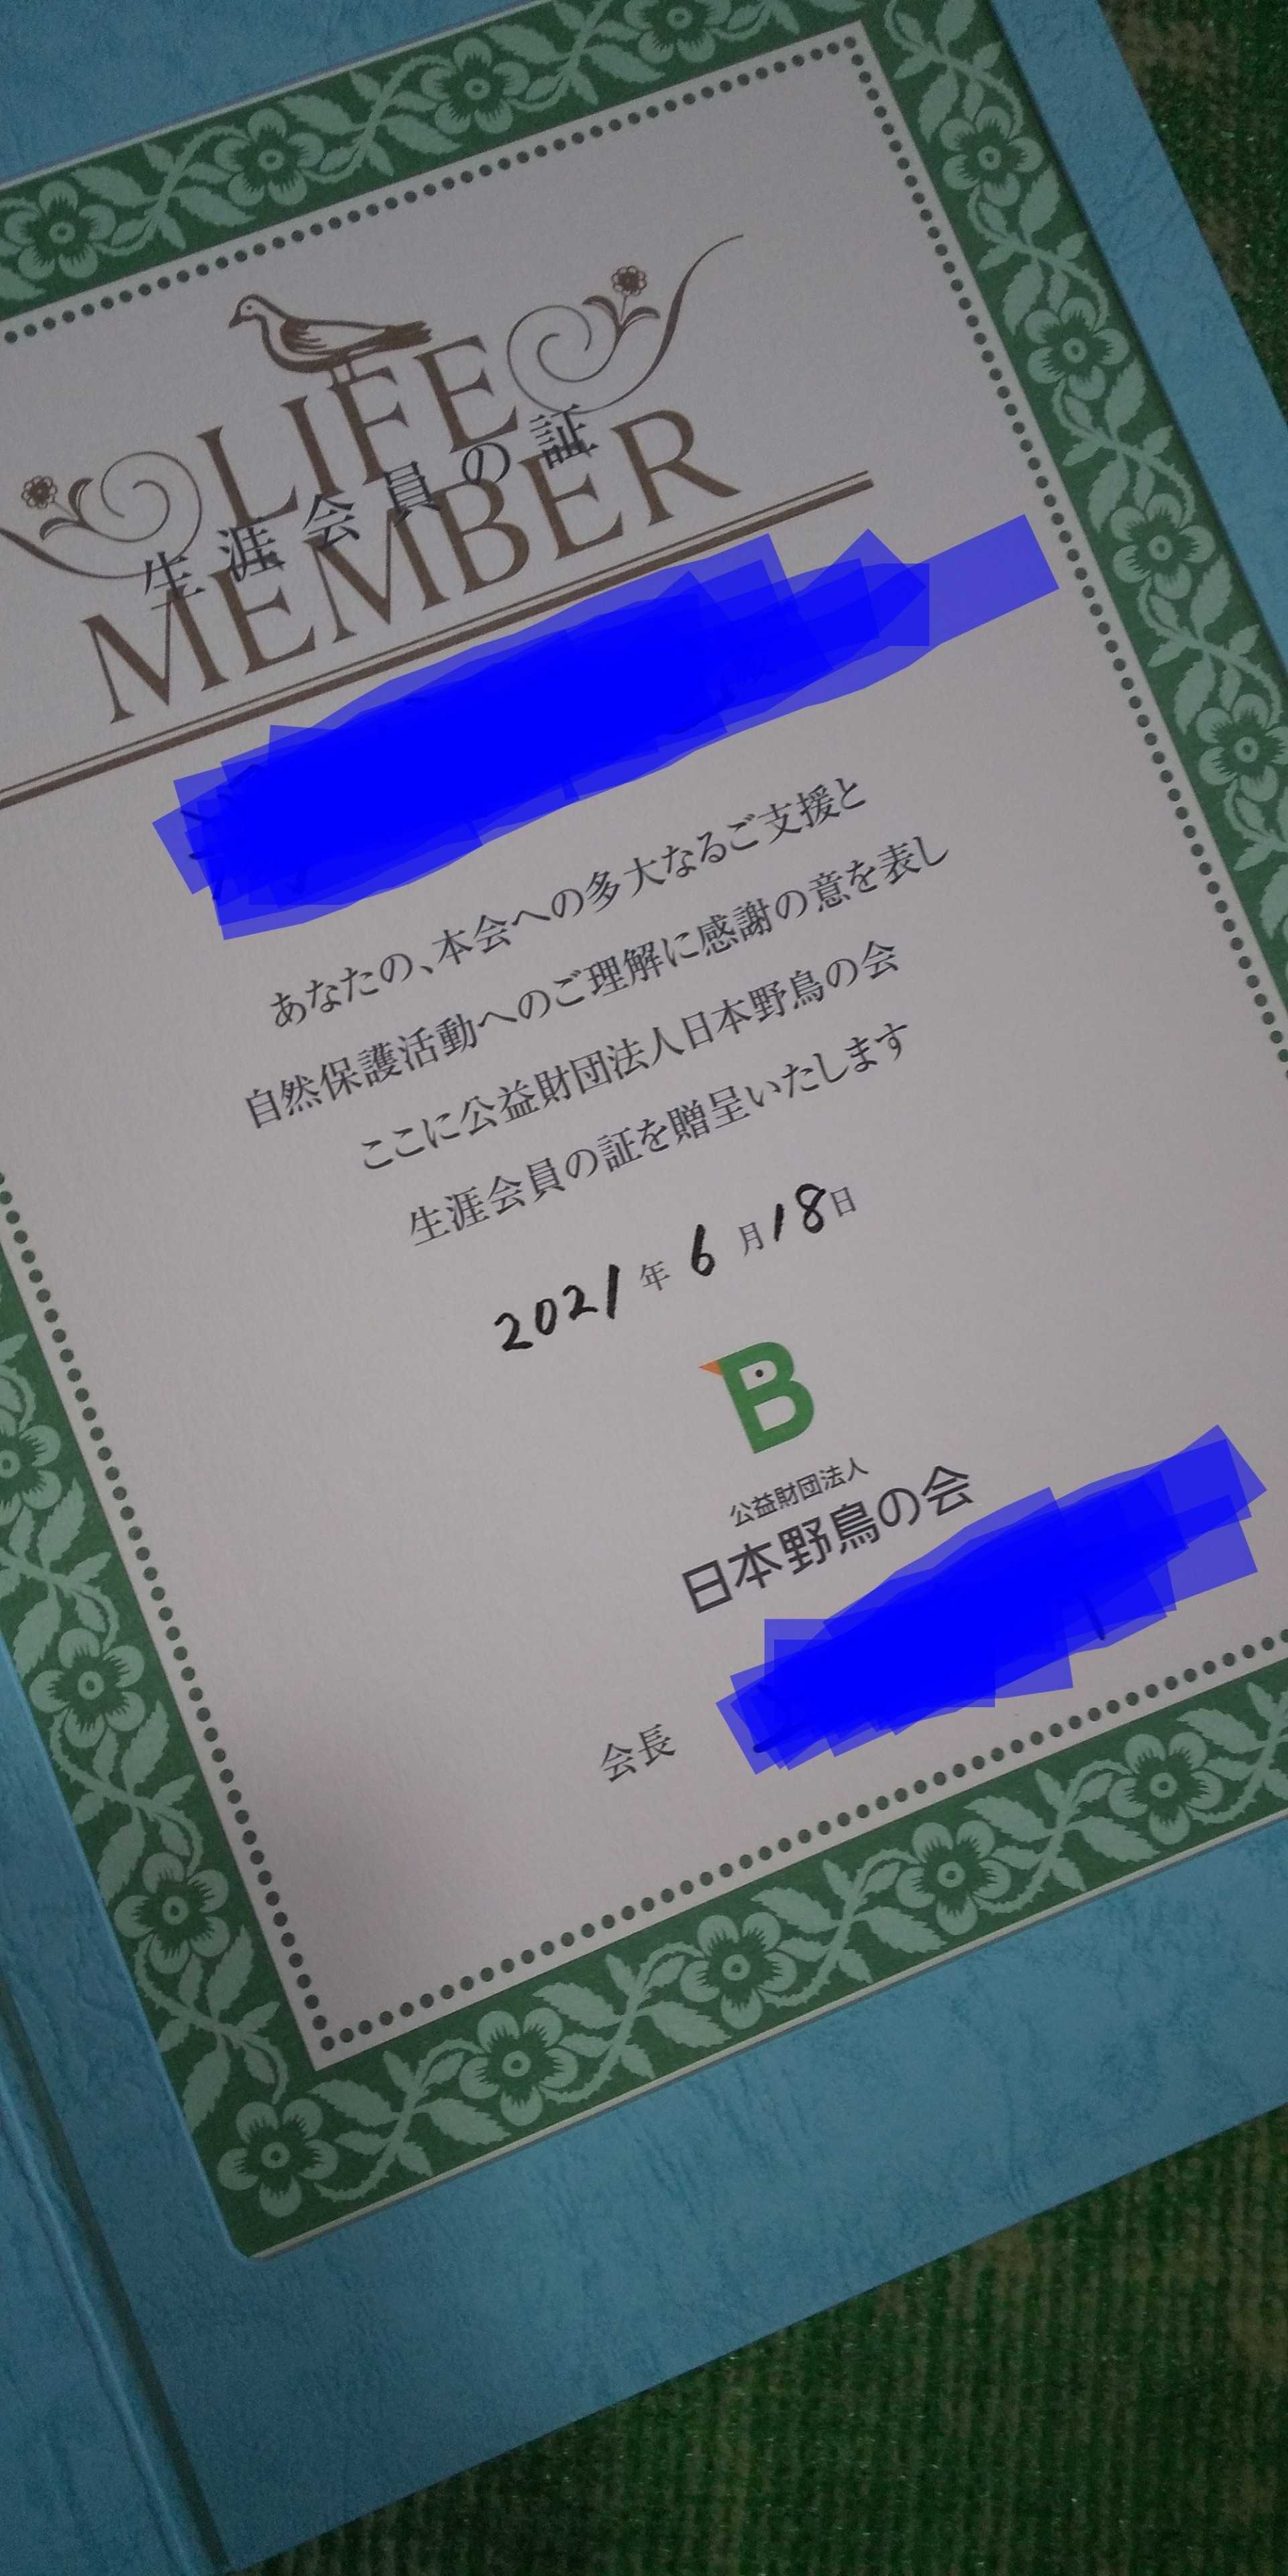 LIFE
生涯会員の証
MEMBER
あなたの、本会への多大なるご支援と
自然保護活動へのご理解に感謝の意を表し
ここに公益財団法人日本野鳥の会
生涯会員の証を贈呈いたします
2021年6月18日
B
公益財団法人
日本野鳥の会
会長